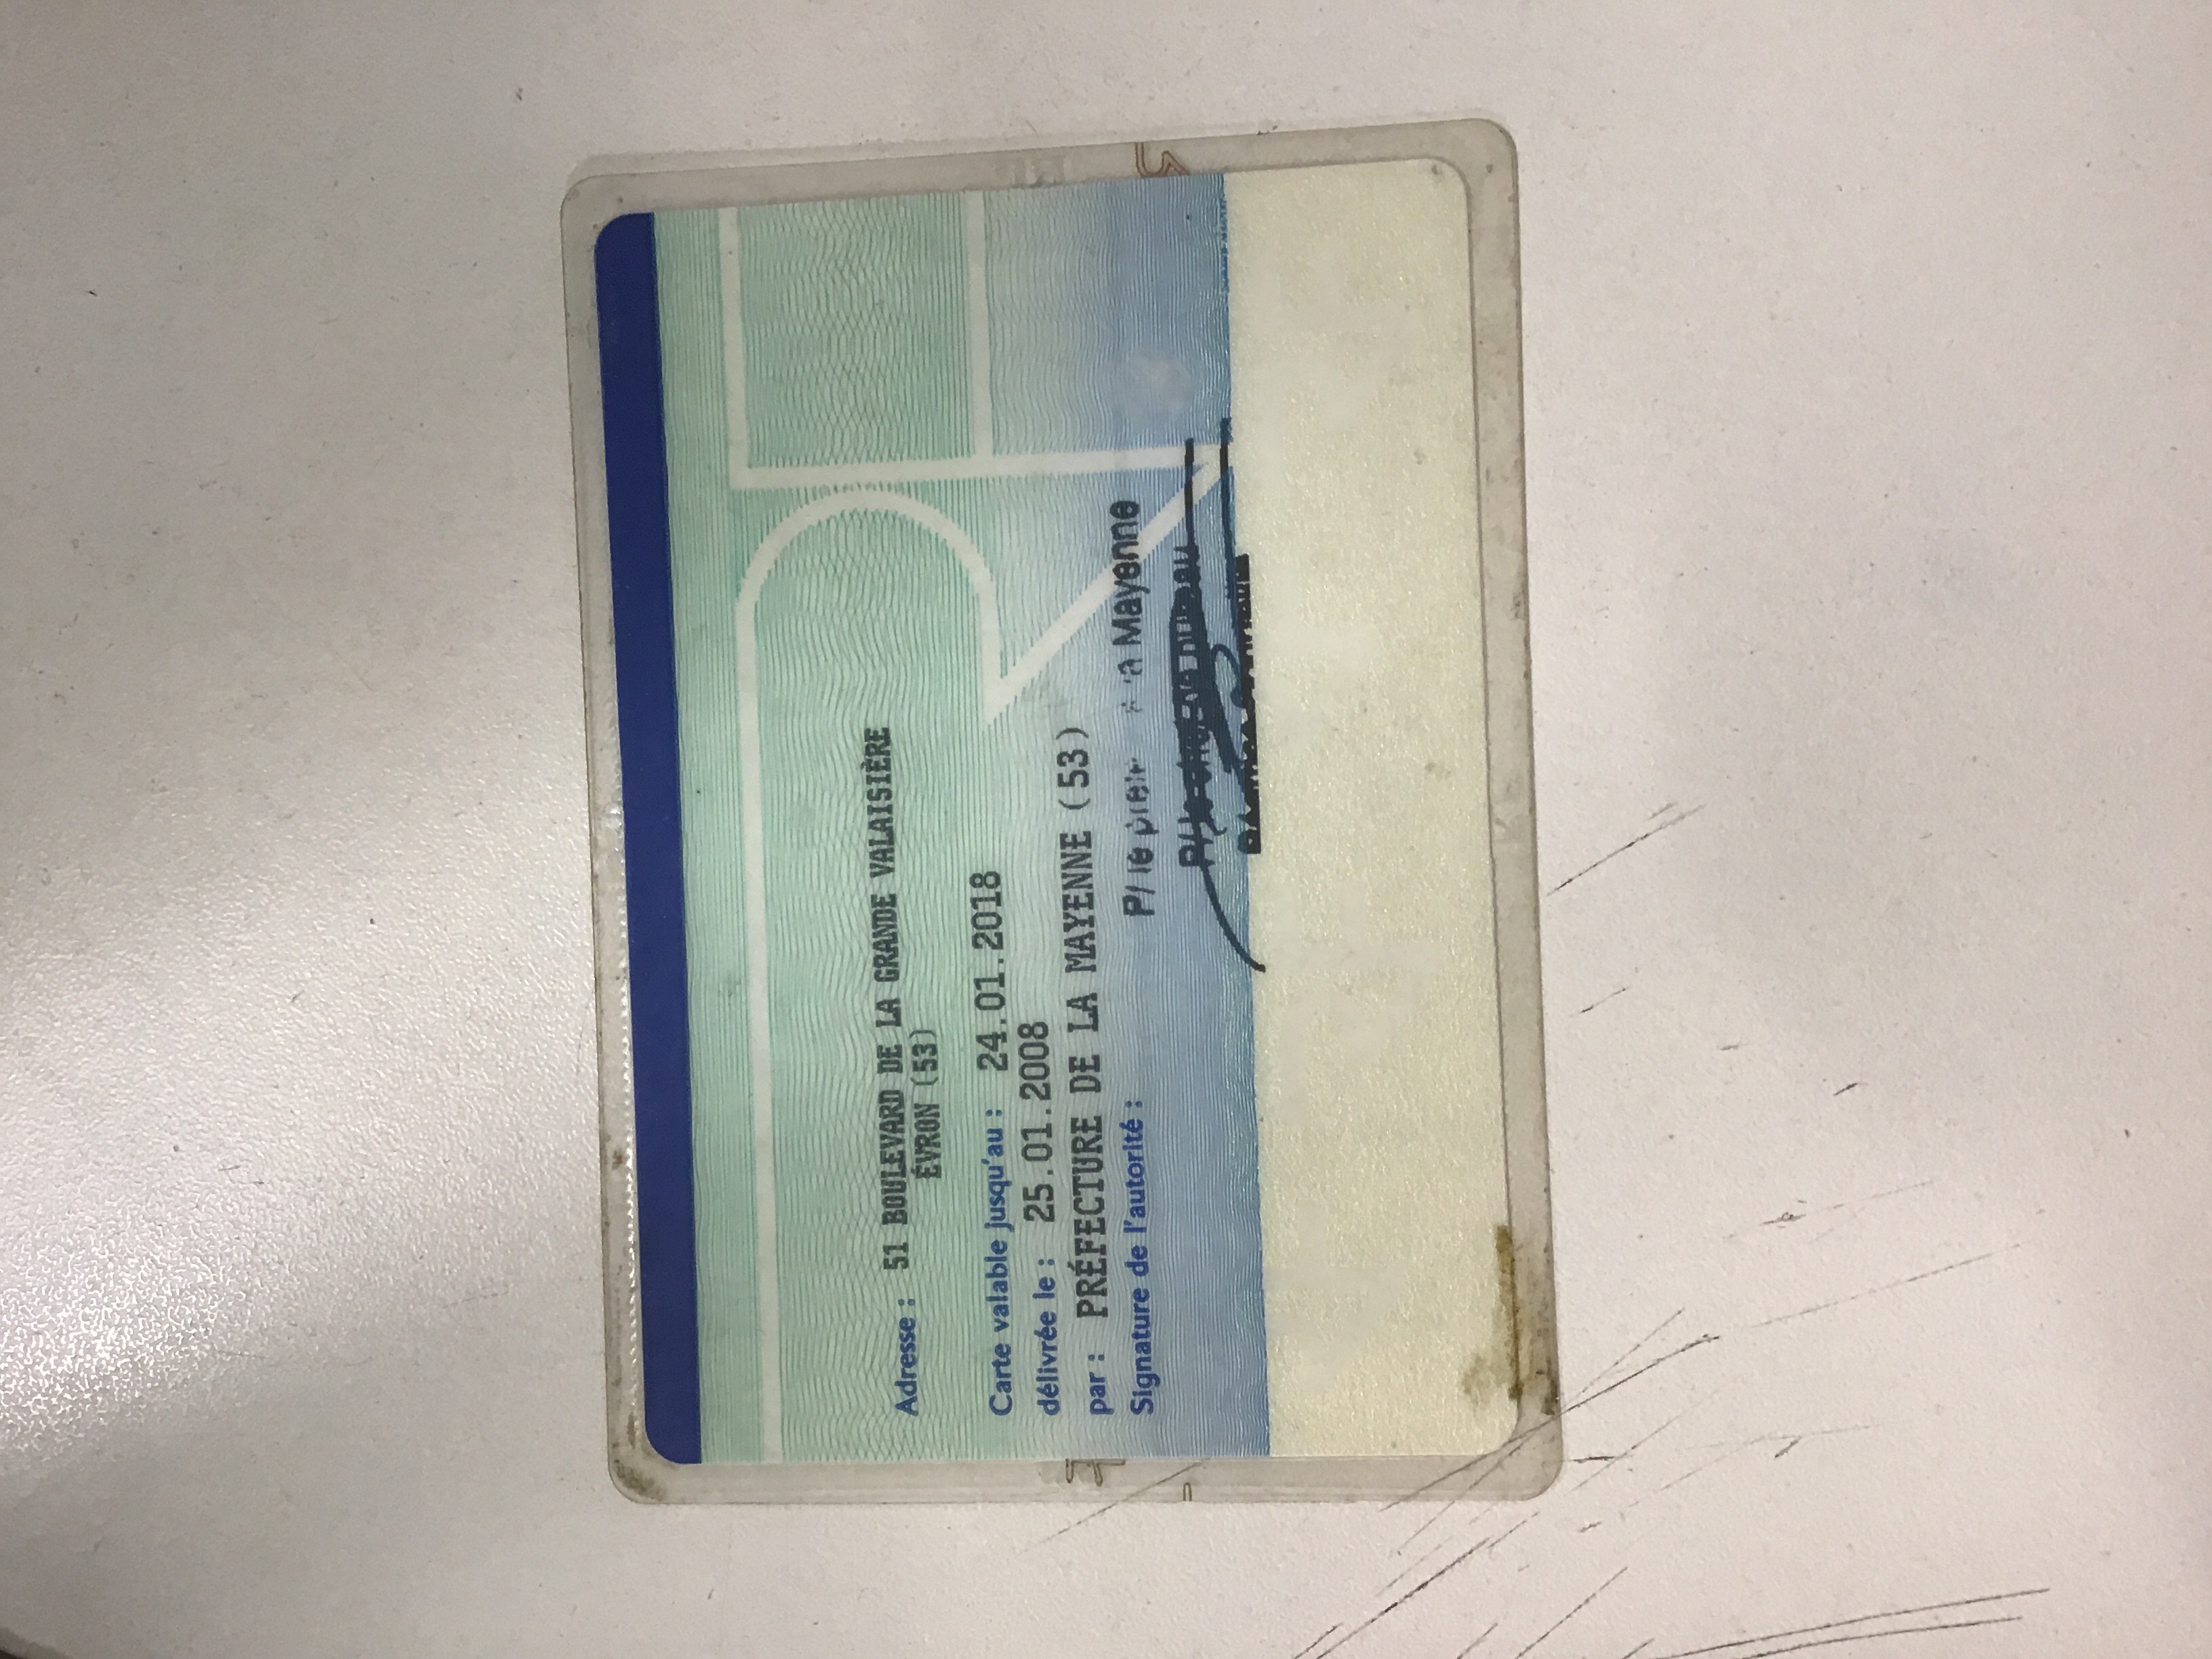 Adresse : 51 BOULEVARD DE LA GRANDE VALAISIÈRE
ÉVRON (53)
Carte valable jusqu'au : 24.01.2018
délivrée le : 25.01.2008
par : PRÉFECTURE DE LA MAYENNE (53)
Signature de l'autorité :
Mayenne